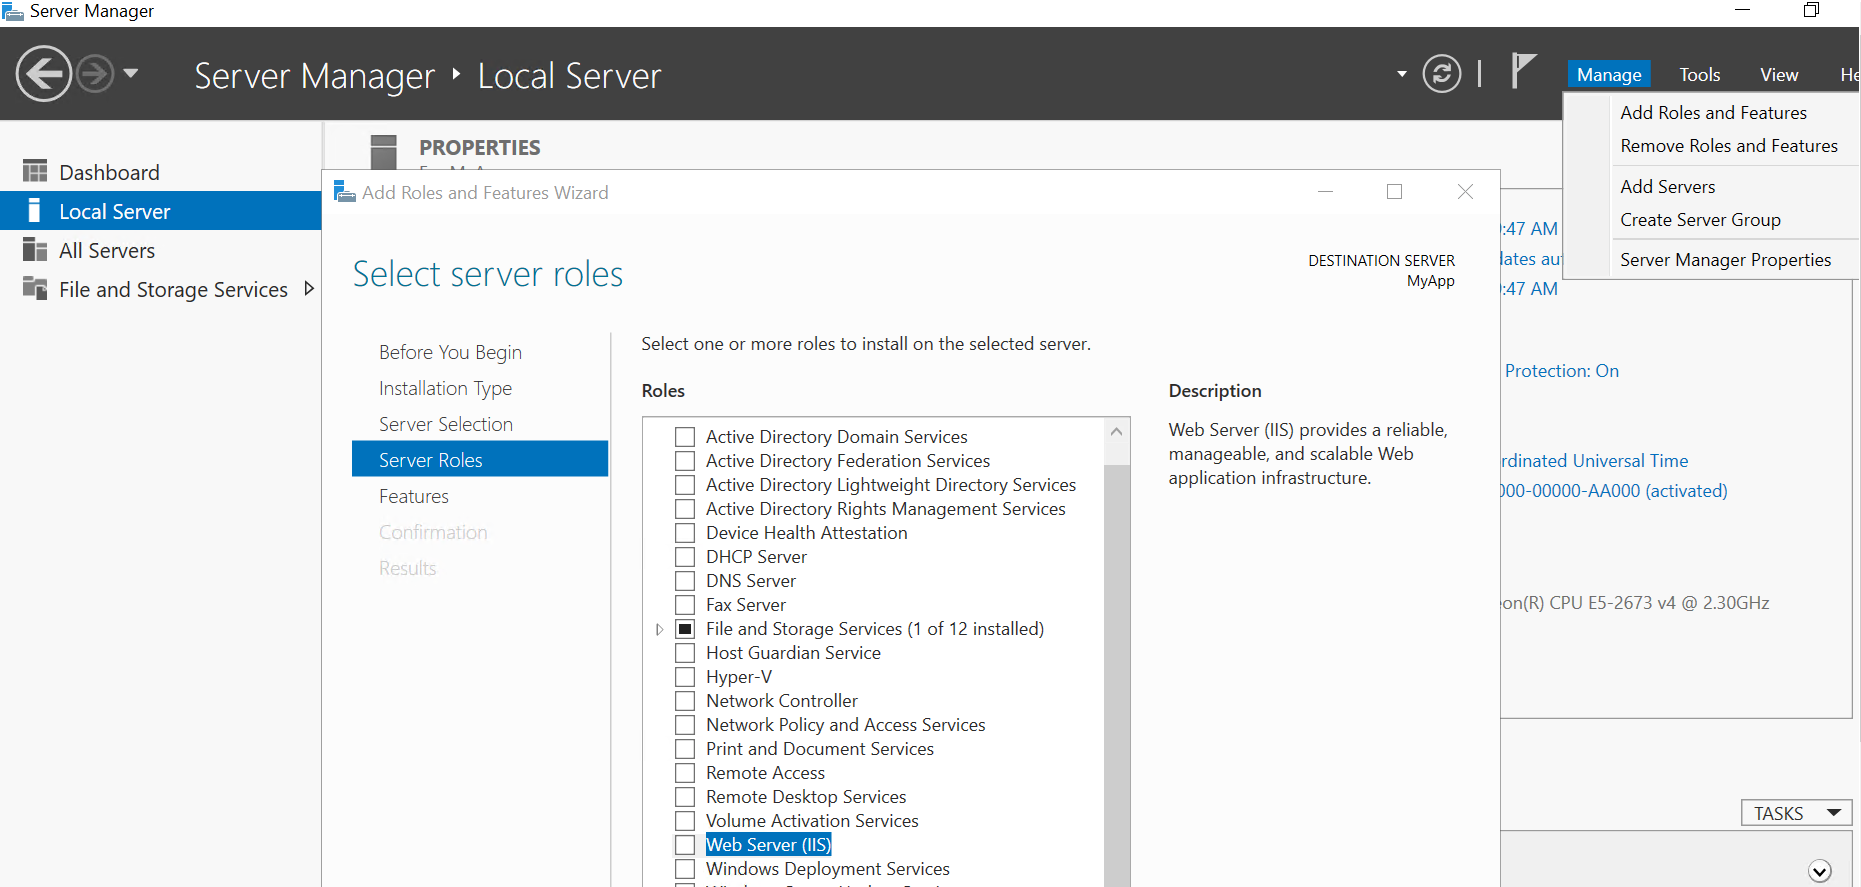 Server Manager
Server Manager Local Server
Manage Tools View
Add Roles and Features
Remove Roles and Features
Add Servers
Create Server Group
Server Manager Properties
Dashboard
Local Server
All Servers
File and Storage Services
PROPERTIES
Add Roles and Features Wizard
Select server roles
DESTINATION SERVER
MyApp
Before You Begin
Installation Type
Server Selection
Server Roles
Features
Confirmation
Results
Select one or more roles to install on the selected server.
Roles
Active Directory Domain Services
Active Directory Federation Services
Active Directory Lightweight Directory Services
Active Directory Rights Management Services
Device Health Attestation
DHCP Server
DNS Server
Fax Server
File and Storage Services (1 of 12 installed)
Host Guardian Service
Hyper-V
Network Controller
Network Policy and Access Services
Print and Document Services
Remote Access
Remote Desktop Services
Volume Activation Services
Web Server (IIS)
Windows Deployment Services
Description
Web Server (IIS) provides a reliable,
manageable, and scalable Web
application infrastructure.
:47 AM
:47 AM
Protection: On
rdinated Universal Time
000-00000-AA000 (activated)
eon(R) CPU E5-2673 v4 @ 2.30GHz
TASKS